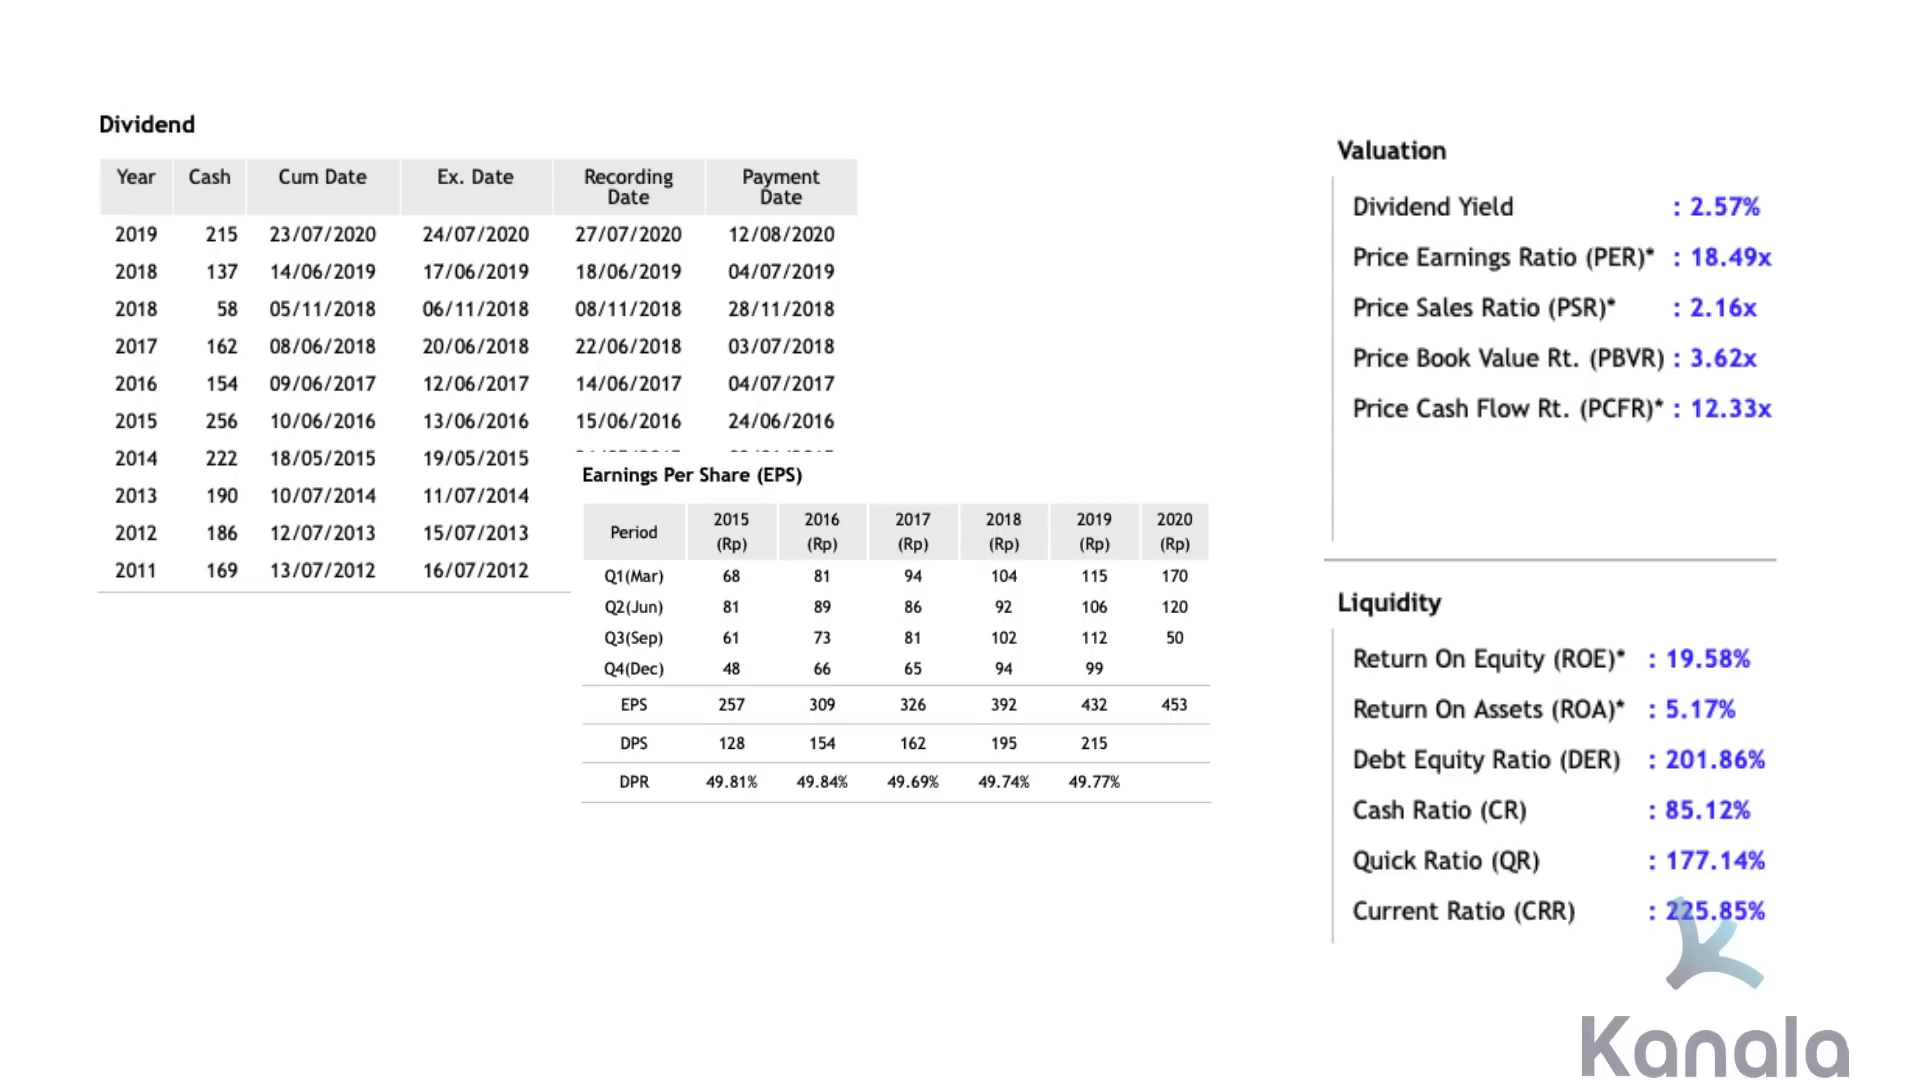 Dividend
Year Cash Cum Date Ex. Date Recording Date Payment Date
2019 215 23/07/2020 24/07/2020 27/07/2020 12/08/2020
2018 137 14/06/2019 17/06/2019 18/06/2019 04/07/2019
2018 58 05/11/2018 06/11/2018 08/11/2018 28/11/2018
2017 162 08/06/2018 20/06/2018 22/06/2018 03/07/2018
2016 154 09/06/2017 12/06/2017 14/06/2017 04/07/2017
2015 256 10/06/2016 13/06/2016 15/06/2016 24/06/2016
2014 222 18/05/2015 19/05/2015
2013 190 10/07/2014 11/07/2014
2012 186 12/07/2013 15/07/2013
2011 169 13/07/2012 16/07/2012
Earnings Per Share (EPS)
Period 2015 (Rp) 2016 (Rp) 2017 (Rp) 2018 (Rp) 2019 (Rp) 2020 (Rp)
Q1(Mar) 68 81 94 104 115 170
Q2(Jun) 81 89 86 92 106 120
Q3(Sep) 61 73 81 102 112 50
Q4(Dec) 48 66 65 94 99
EPS 257 309 326 392 432 453
DPS 128 154 162 195 215
DPR 49.81% 49.84% 49.69% 49.74% 49.77%
Valuation
Dividend Yield : 2.57%
Price Earnings Ratio (PER)* : 18.49x
Price Sales Ratio (PSR)* : 2.16x
Price Book Value Rt. (PBVR) : 3.62x
Price Cash Flow Rt. (PCFR)* : 12.33x
Liquidity
Return On Equity (ROE)* : 19.58%
Return On Assets (ROA)* : 5.17%
Debt Equity Ratio (DER) : 201.86%
Cash Ratio (CR) : 85.12%
Quick Ratio (QR) : 177.14%
Current Ratio (CRR) : 225.85%
Kanala